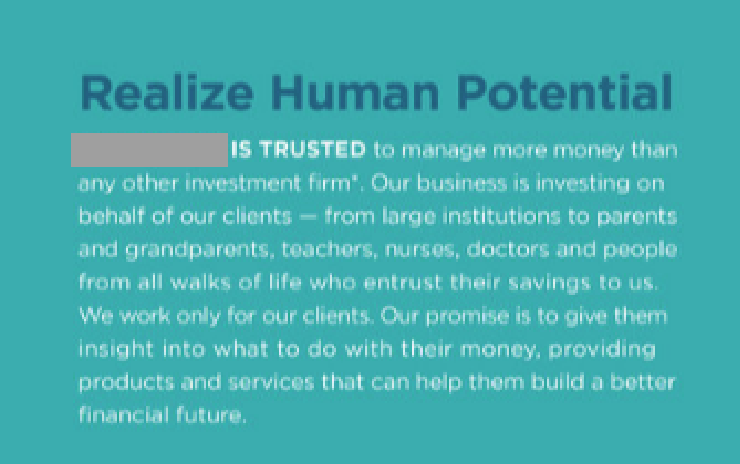 Realize Human Potential
IS TRUSTED to manage more money than
any other investment firm*. Our business is investing on
behalf of our clients — from large institutions to parents
and grandparents, teachers, nurses, doctors and people
from all walks of life who entrust their savings to us.
We work only for our clients. Our promise is to give them
insight into what to do with their money, providing
products and services that can help them build a better
financial future.